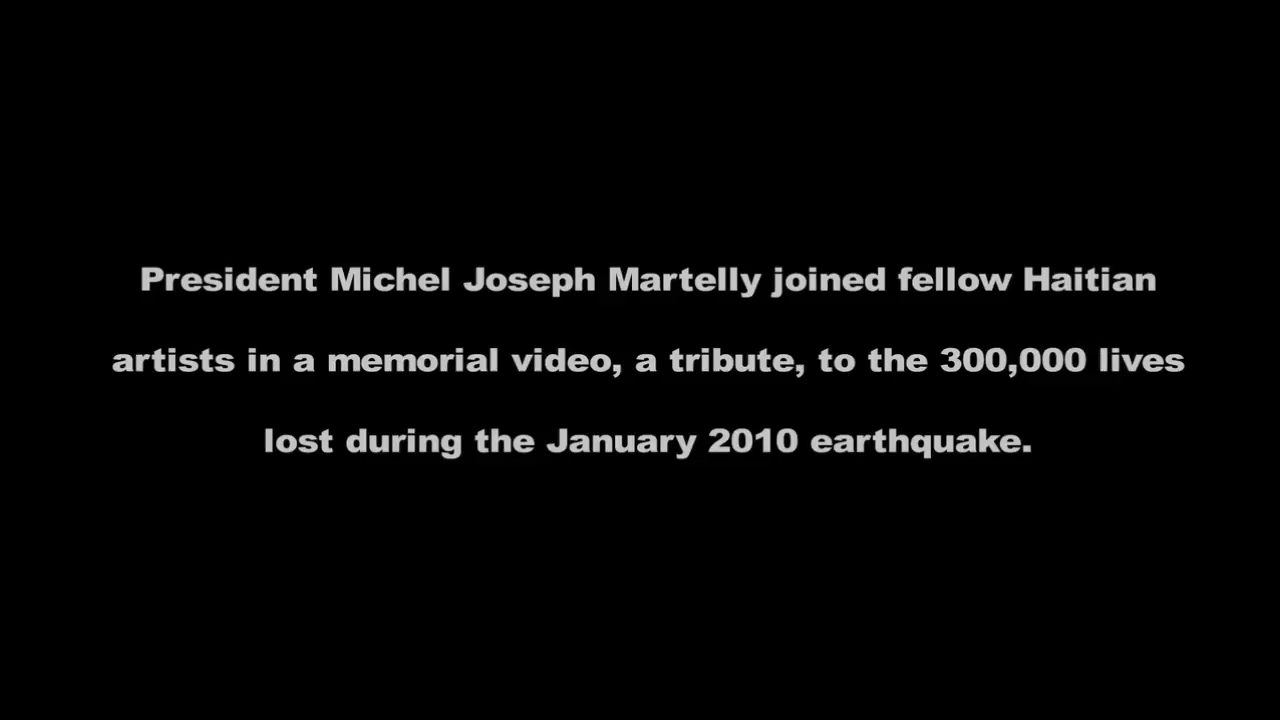 President Michel Joseph Martelly joined fellow Haitian
artists in a memorial video, a tribute, to the 300,000 lives
lost during the January 2010 earthquake.